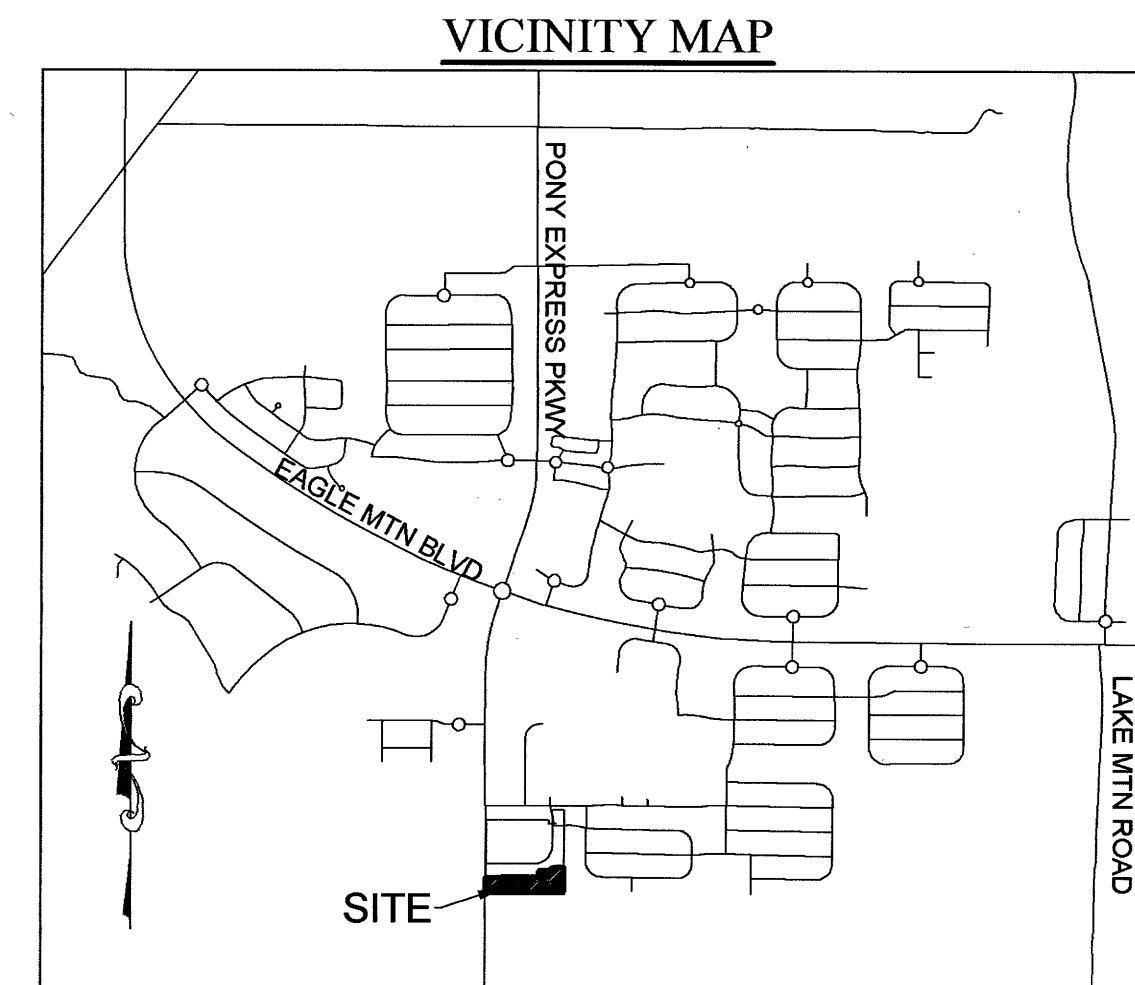 VICINITY MAP
PONY EXPRESS PKWY
EAGLE MTN BLVD
LAKE MTN ROAD
SITE